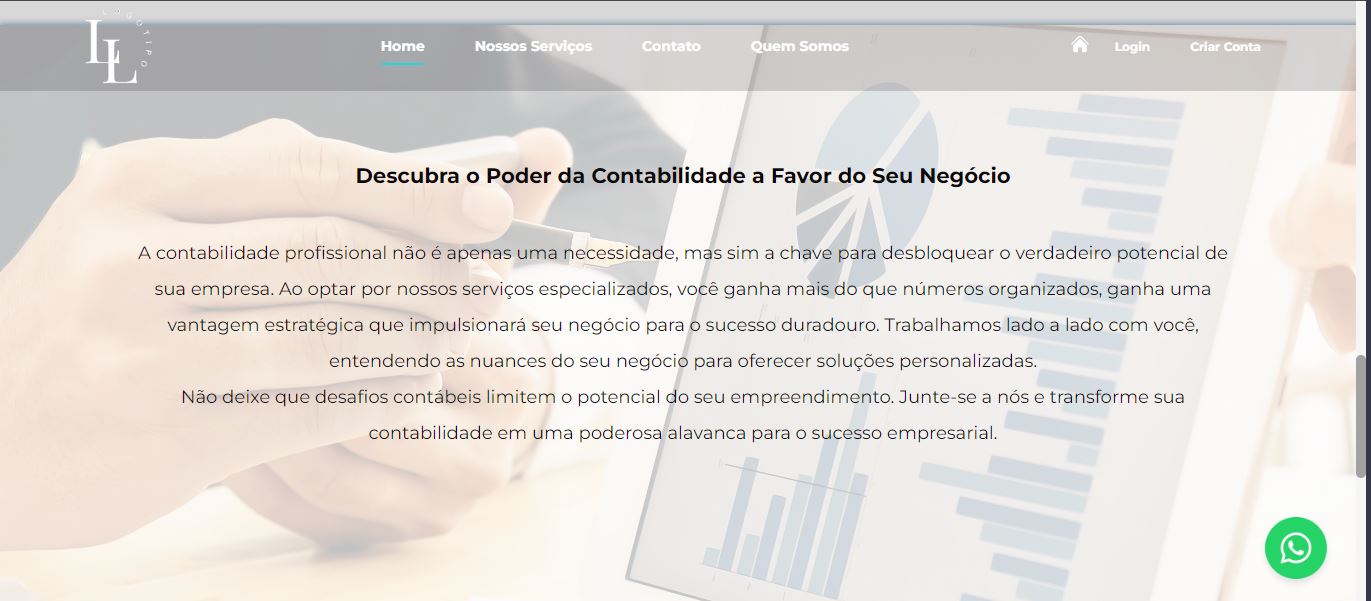 LAGOTIPO
LL
Home
Nossos Serviços
Contato
Quem Somos
Login
Criar Conta
Descubra o Poder da Contabilidade a Favor do Seu Negócio
A contabilidade profissional não é apenas uma necessidade, mas sim a chave para desbloquear o verdadeiro potencial de
sua empresa. Ao optar por nossos serviços especializados, você ganha mais do que números organizados, ganha uma
vantagem estratégica que impulsionará seu negócio para o sucesso duradouro. Trabalhamos lado a lado com você,
entendendo as nuances do seu negócio para oferecer soluções personalizadas.
Não deixe que desafios contábeis limitem o potencial do seu empreendimento. Junte-se a nós e transforme sua
contabilidade em uma poderosa alavanca para o sucesso empresarial.